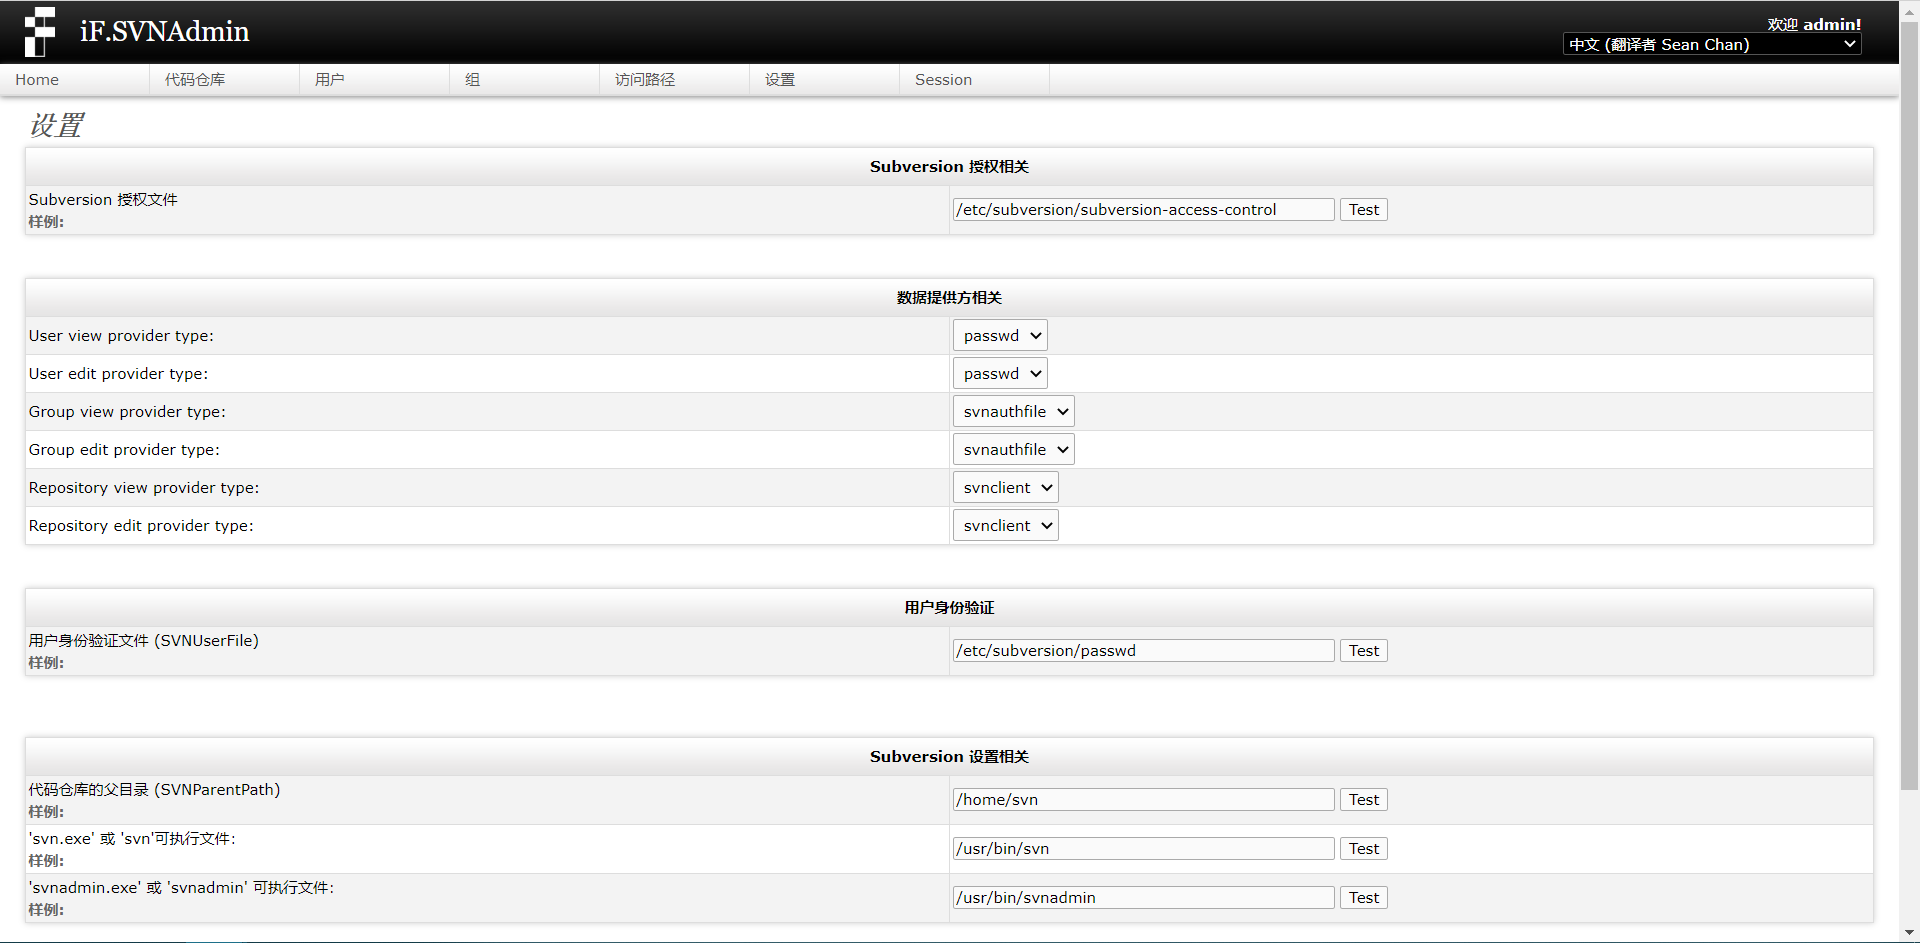 iF.SVNAdmin
欢迎 admin!
中文 (翻译者 Sean Chan)
Home 代码仓库 用户 组 访问路径 设置 Session
设置
Subversion 授权相关
Subversion 授权文件
样例:
/etc/subversion/subversion-access-control Test
数据提供方相关
User view provider type: passwd
User edit provider type: passwd
Group view provider type: svnauthfile
Group edit provider type: svnauthfile
Repository view provider type: svnclient
Repository edit provider type: svnclient
用户身份验证
用户身份验证文件 (SVNUserFile)
样例:
/etc/subversion/passwd Test
Subversion 设置相关
代码仓库的父目录 (SVNParentPath)
样例:
/home/svn Test
'svn.exe' 或 'svn'可执行文件:
样例:
/usr/bin/svn Test
'svnadmin.exe' 或 'svnadmin' 可执行文件:
样例:
/usr/bin/svnadmin Test